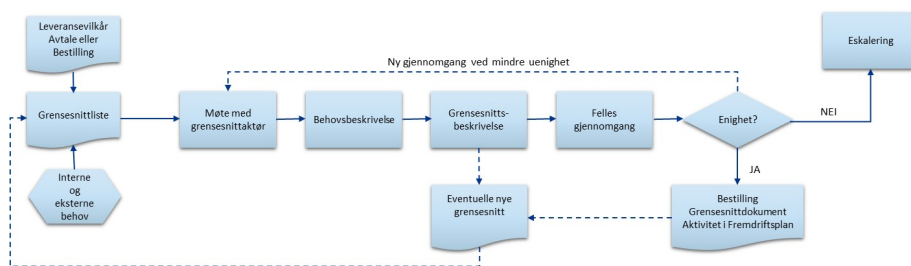 Leveransevilkår
Avtale eller
Bestilling
Eskalering
Ny gjennomgang ved mindre uenighet
Grensesnittliste
Møte med
grensesnittaktør
Behovsbeskrivelse
Grensesnitts-
beskrivelse
Felles
gjennomgang
Enighet?
NEI
JA
Interne
og
eksterne
behov
Eventuelle nye
grensesnitt
Bestilling
Grensesnittdokument
Aktivitet i Fremdriftsplan